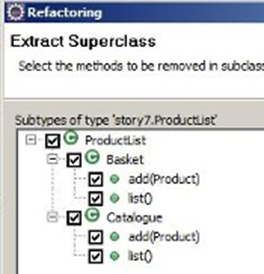 Refactoring
Extract Superclass
Select the methods to be removed in subclass
Subtypes of type 'story7.ProductList'
ProductList
Basket
add(Product)
list()
Catalogue
add(Product)
list()